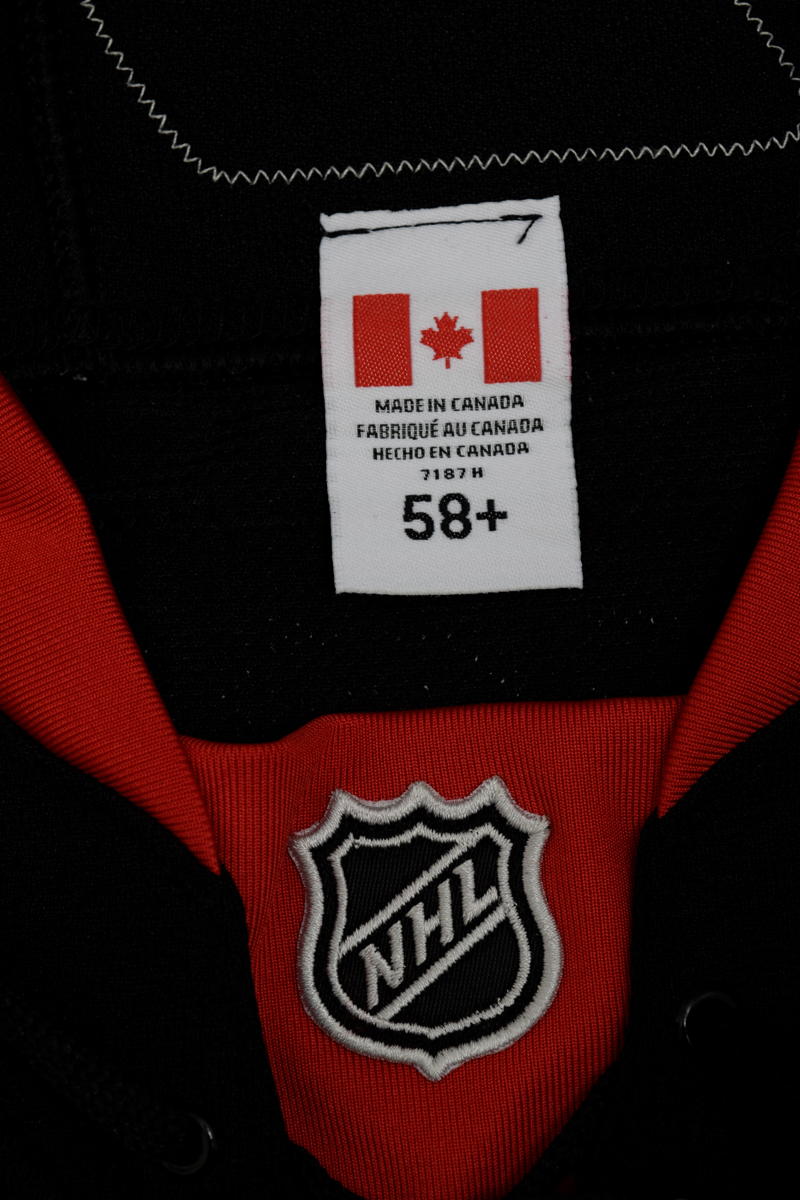 MADE IN CANADA
FABRIQUÉ AU CANADA
HECHO EN CANADA
7187 H
58+
NHL